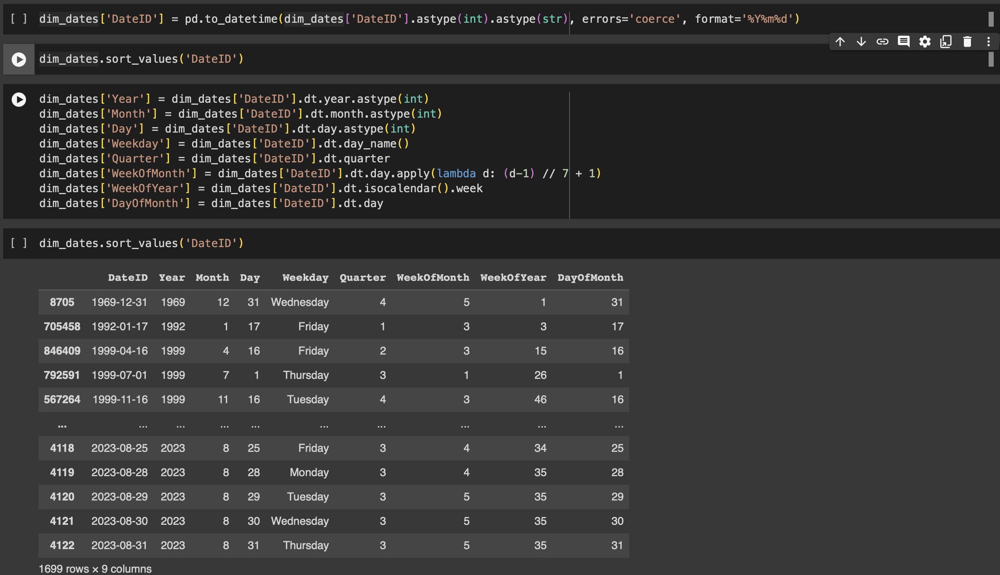 [ ] dim_dates['DateID'] = pd.to_datetime(dim_dates['DateID'].astype(int).astype(str), errors='coerce', format='%Y%m%d')
dim_dates.sort_values('DateID')
dim_dates['Year'] = dim_dates['DateID'].dt.year.astype(int)
dim_dates['Month'] = dim_dates['DateID'].dt.month.astype(int)
dim_dates['Day'] = dim_dates['DateID'].dt.day.astype(int)
dim_dates['Weekday'] = dim_dates['DateID'].dt.day_name()
dim_dates['Quarter'] = dim_dates['DateID'].dt.quarter
dim_dates['WeekOfMonth'] = dim_dates['DateID'].dt.day.apply(lambda d: (d-1) // 7 + 1)
dim_dates['WeekOfYear'] = dim_dates['DateID'].dt.isocalendar().week
dim_dates['DayOfMonth'] = dim_dates['DateID'].dt.day
[ ] dim_dates.sort_values('DateID')
DateID Year Month Day Weekday Quarter WeekOfMonth WeekOfYear DayOfMonth
8705 1969-12-31 1969 12 31 Wednesday 4 5 1 31
705458 1992-01-17 1992 1 17 Friday 1 3 3 17
846409 1999-04-16 1999 4 16 Friday 2 3 15 16
792591 1999-07-01 1999 7 1 Thursday 3 1 26 1
567264 1999-11-16 1999 11 16 Tuesday 4 3 46 16
... ... ... ... ... ... ... ... ... ...
4118 2023-08-25 2023 8 25 Friday 3 4 34 25
4119 2023-08-28 2023 8 28 Monday 3 4 35 28
4120 2023-08-29 2023 8 29 Tuesday 3 5 35 29
4121 2023-08-30 2023 8 30 Wednesday 3 5 35 30
4122 2023-08-31 2023 8 31 Thursday 3 5 35 31
1699 rows × 9 columns